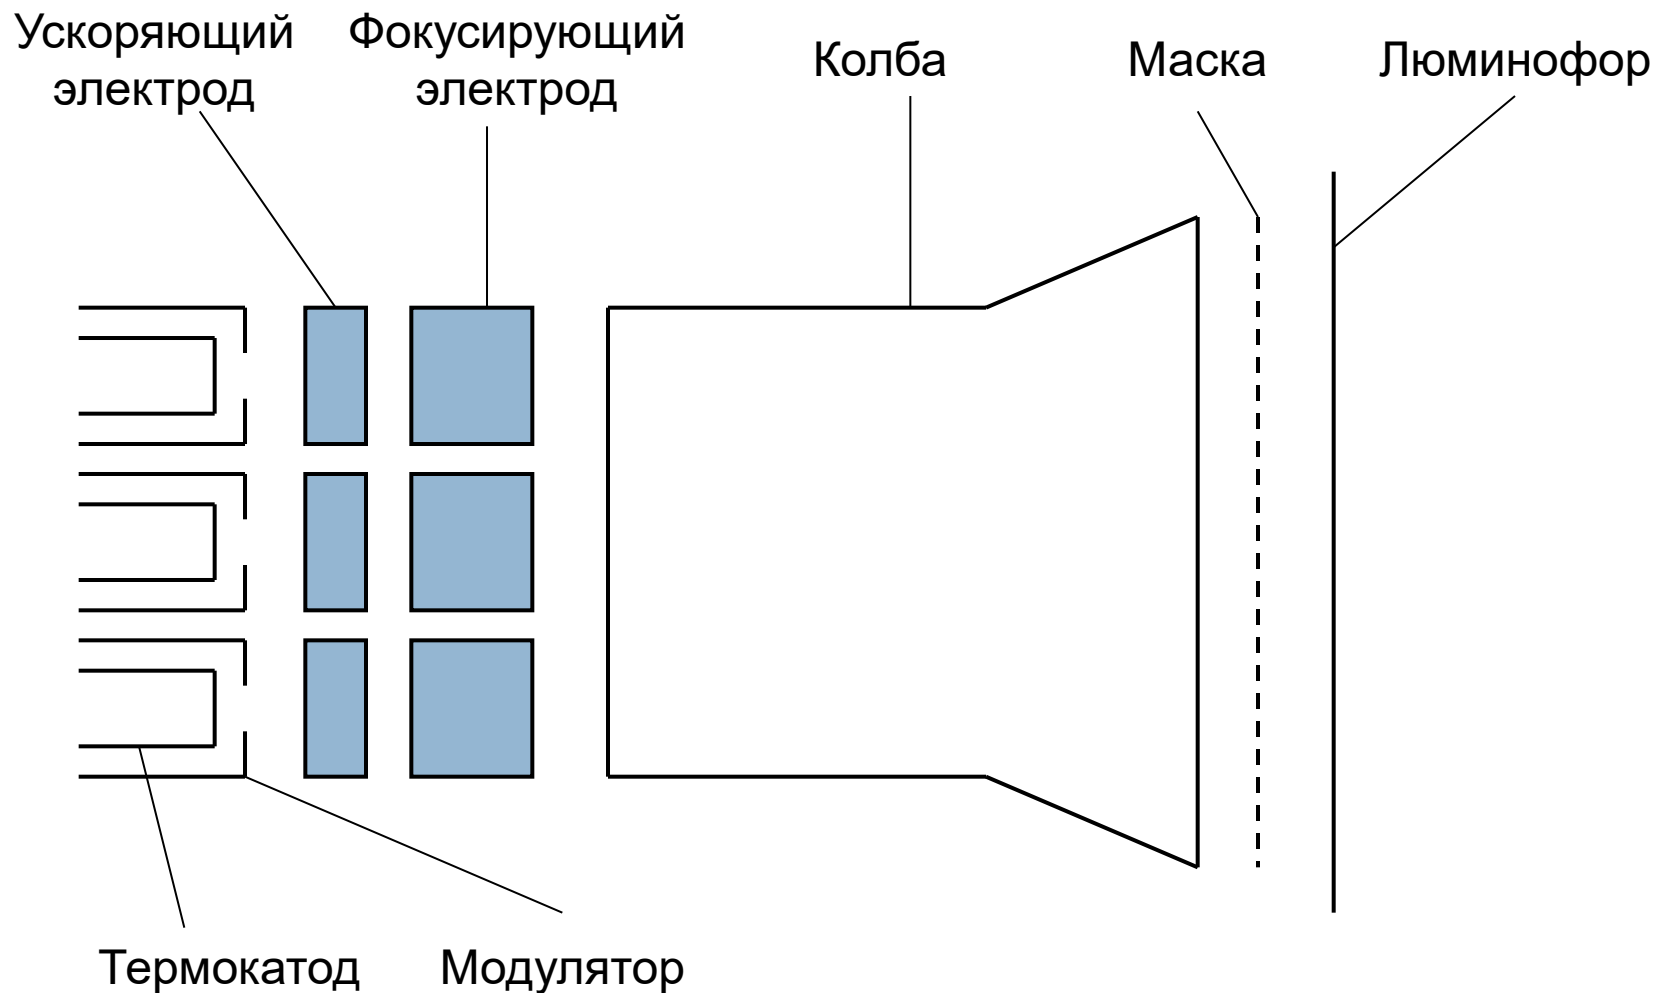 Ускоряющий
электрод
Фокусирующий
электрод
Колба
Маска
Люминофор
Термокатод
Модулятор